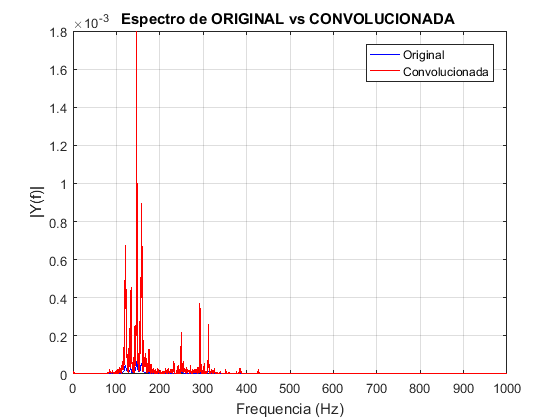 Espectro de ORIGINAL vs CONVOLUCIONADA
×10⁻³
1.8
1.6
1.4
1.2
1
0.8
0.6
0.4
0.2
0
|Y(f)|
Original
Convolucionada
0 100 200 300 400 500 600 700 800 900 1000
Frequencia (Hz)